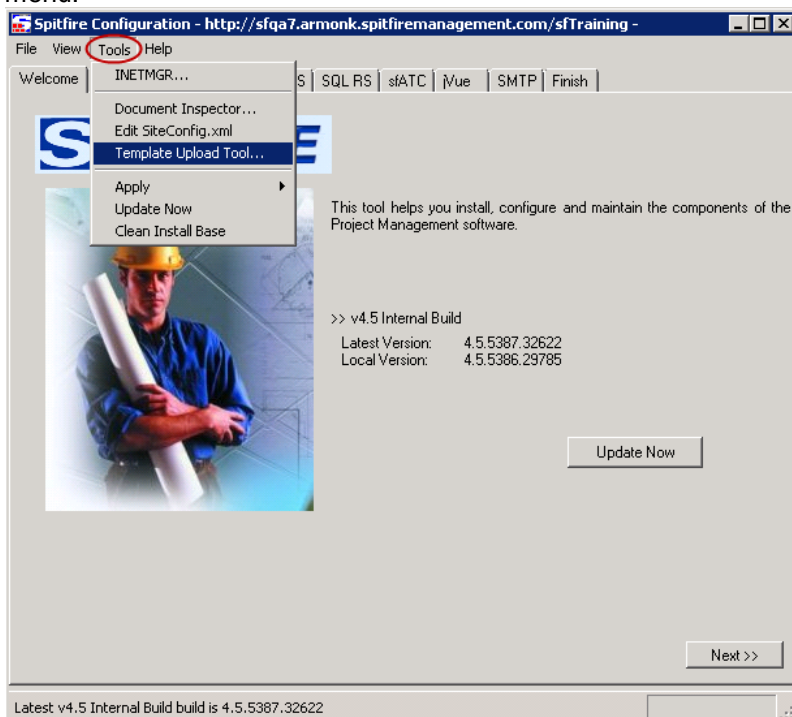 menu.
Spitfire Configuration - http://sfqa7.armonk.spitfiremanagement.com/sfTraining -
File View Tools Help
Welcome S SQL RS sfATC jVue SMTP Finish
INETMGR...
Document Inspector...
Edit SiteConfig.xml
Template Upload Tool...
Apply
Update Now
Clean Install Base
This tool helps you install, configure and maintain the components of the
Project Management software.
>> v4.5 Internal Build
Latest Version: 4.5.5387.32622
Local Version: 4.5.5386.29785
Update Now
Next >>
Latest v4.5 Internal Build build is 4.5.5387.32622